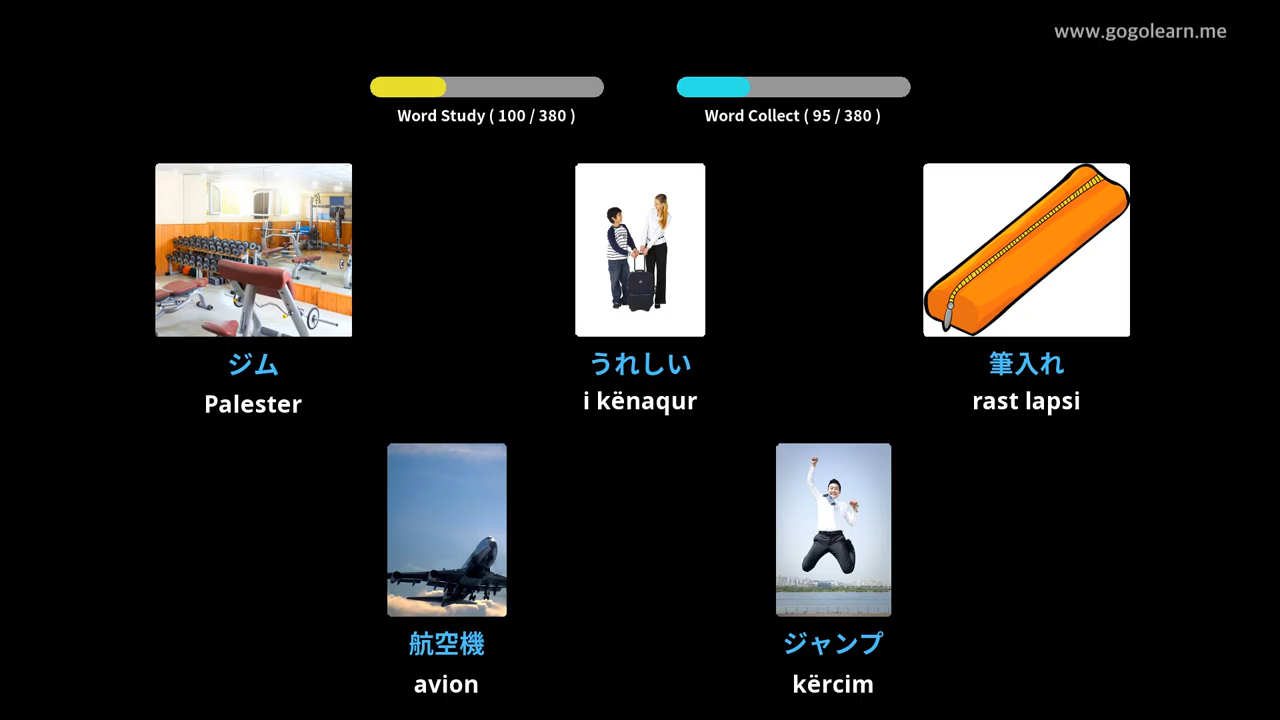 www.gogolearn.me
Word Study ( 100 / 380 )
Word Collect ( 95 / 380 )
ジム
うれしい
筆入れ
Palester
i kënaqur
rast lapsi
航空機
ジャンプ
avion
kërcim